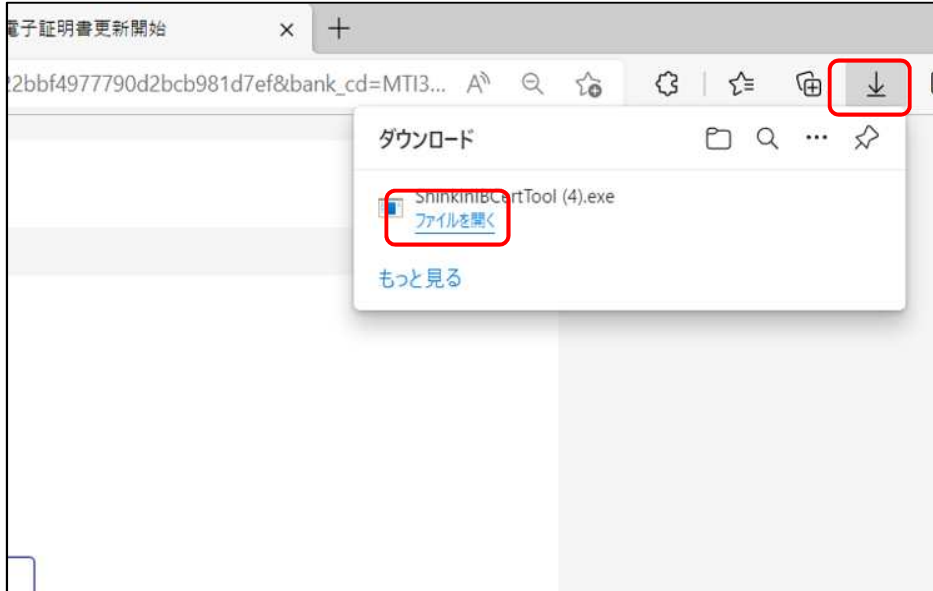 電子証明書更新開始
22bbf4977790d2bcb981d7ef&bank_cd=MTI3...
ダウンロード
ShinkinIBCertTool (4).exe
ファイルを開く
もっと見る